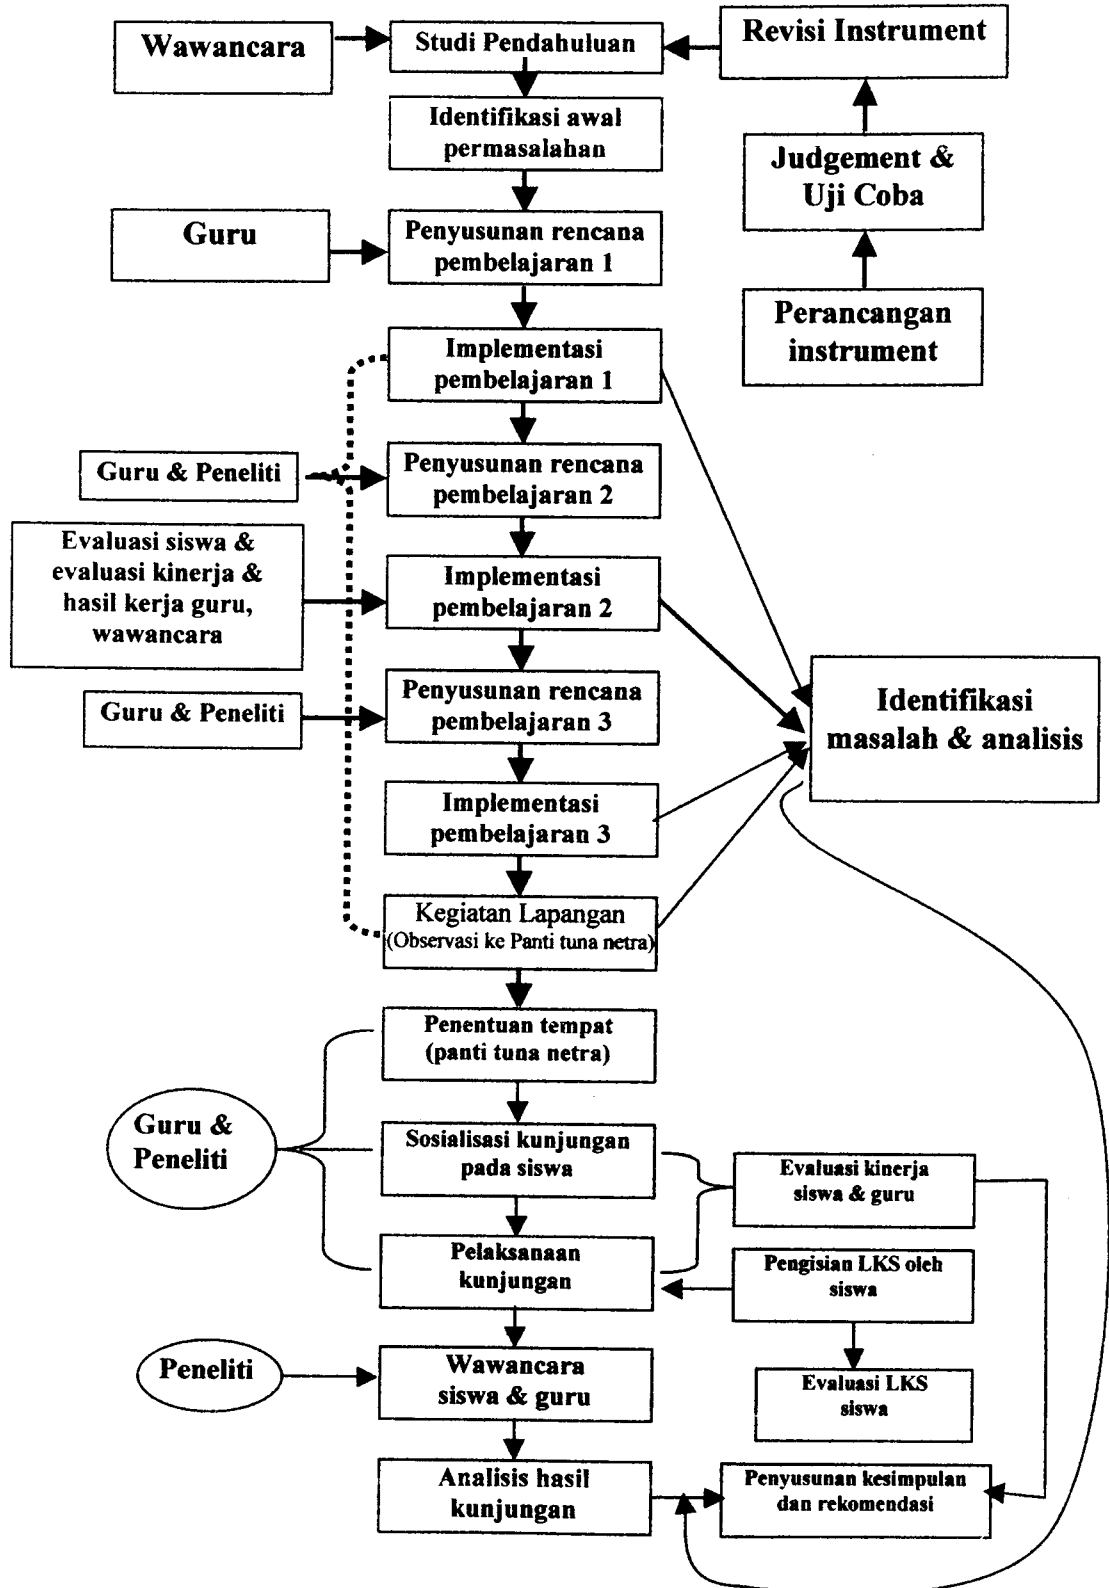 Wawancara
Studi Pendahuluan
Revisi Instrument
Identifikasi awal
permasalahan
Judgement &
Uji Coba
Guru
Penyusunan rencana
pembelajaran 1
Perancangan
instrument
Implementasi
pembelajaran 1
Guru & Peneliti
Penyusunan rencana
pembelajaran 2
Evaluasi siswa &
evaluasi kinerja &
hasil kerja guru,
wawancara
Implementasi
pembelajaran 2
Guru & Peneliti
Penyusunan rencana
pembelajaran 3
Identifikasi
masalah & analisis
Implementasi
pembelajaran 3
Kegiatan Lapangan
(Observasi ke Panti tuna netra)
Penentuan tempat
(panti tuna netra)
Guru &
Peneliti
Sosialisasi kunjungan
pada siswa
Evaluasi kinerja
siswa & guru
Pelaksanaan
kunjungan
Pengisian LKS oleh
siswa
Peneliti
Wawancara
siswa & guru
Evaluasi LKS
siswa
Analisis hasil
kunjungan
Penyusunan kesimpulan
dan rekomendasi